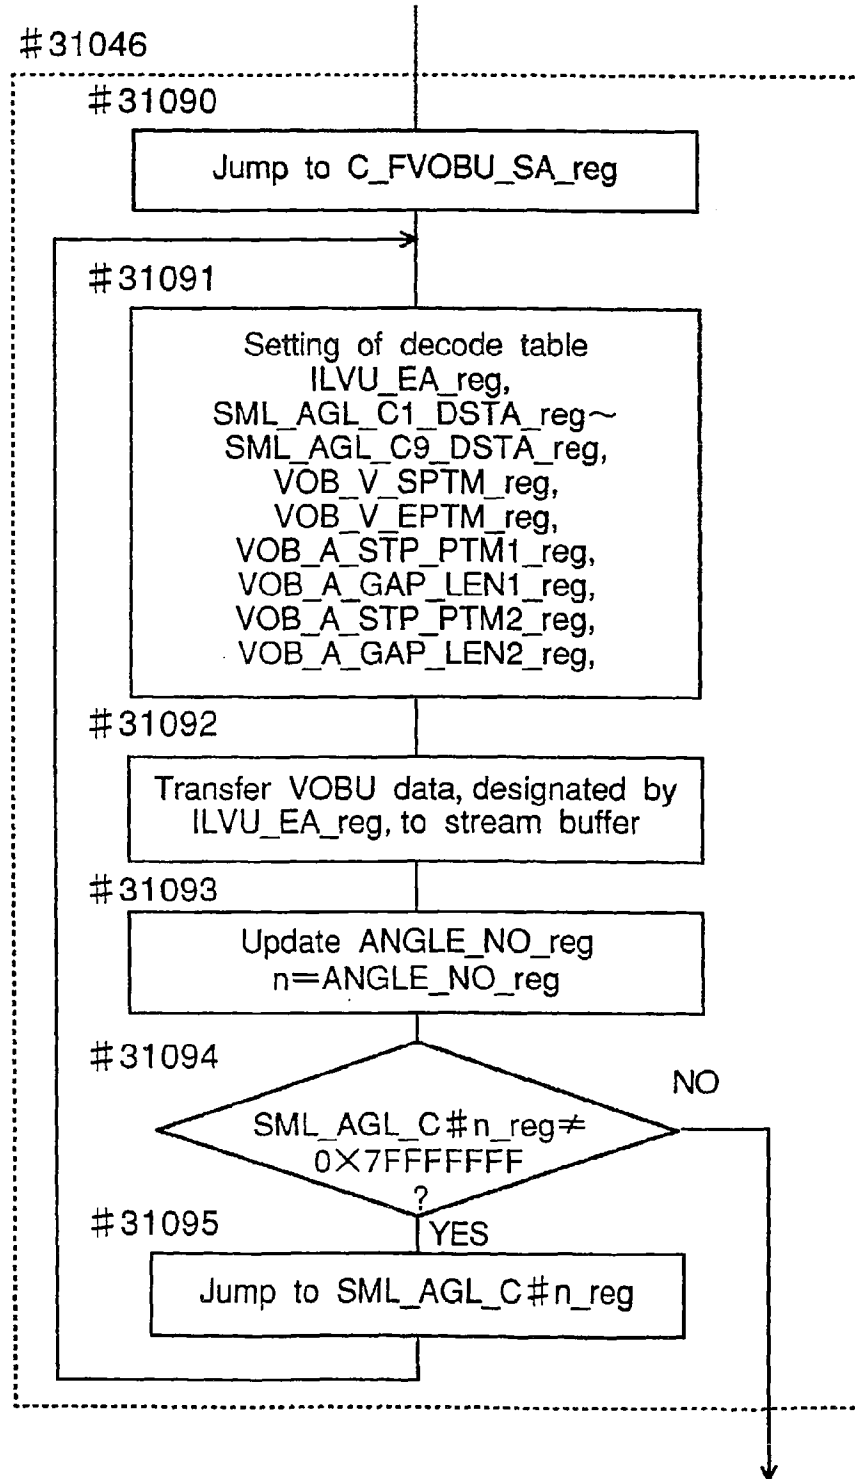 #31046
#31090
Jump to C_FVOBU_SA_reg
#31091
Setting of decode table
ILVU_EA_reg,
SML_AGL_C1_DSTA_reg~
SML_AGL_C9_DSTA_reg,
VOB_V_SPTM_reg,
VOB_V_EPTM_reg,
VOB_A_STP_PTM1_reg,
VOB_A_GAP_LEN1_reg,
VOB_A_STP_PTM2_reg,
VOB_A_GAP_LEN2_reg,
#31092
Transfer VOBU data, designated by
ILVU_EA_reg, to stream buffer
#31093
Update ANGLE_NO_reg
n=ANGLE_NO_reg
#31094
NO
SML_AGL_C#n_reg≠
0×7FFFFFFF
?
#31095
YES
Jump to SML_AGL_C#n_reg